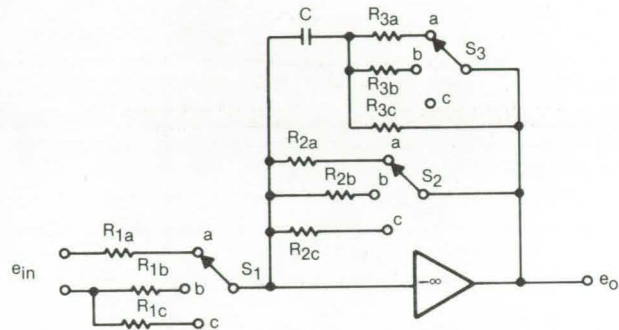 C
R3a
a
S3
R3b
b
R3c
c
R2a
a
S2
R2b
b
R2c
c
ein
R1a
a
S1
R1b
b
R1c
c
−∞
eo